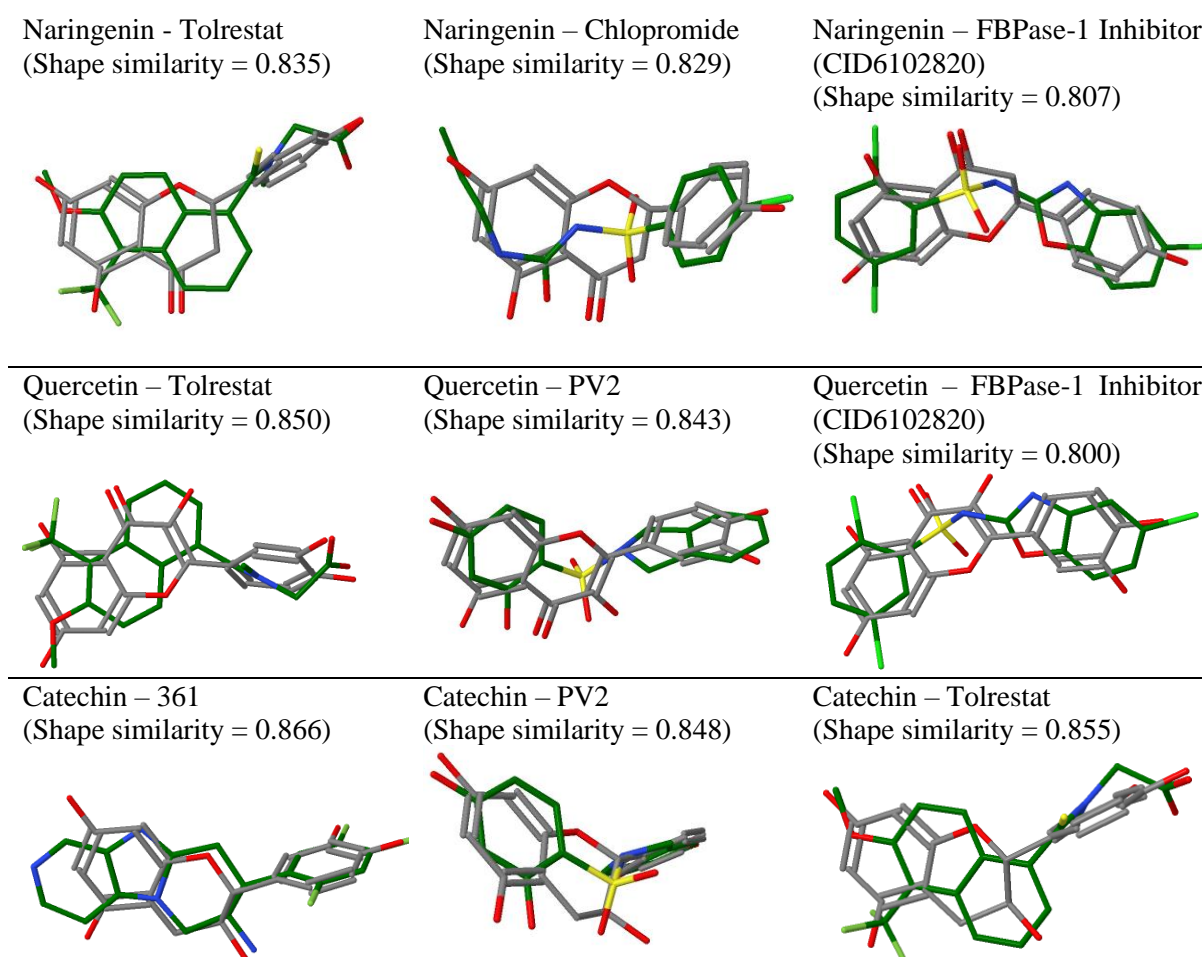 Naringenin - Tolrestat
(Shape similarity = 0.835)
Naringenin – Chlopromide
(Shape similarity = 0.829)
Naringenin – FBPase-1 Inhibitor
(CID6102820)
(Shape similarity = 0.807)
Quercetin – Tolrestat
(Shape similarity = 0.850)
Quercetin – PV2
(Shape similarity = 0.843)
Quercetin – FBPase-1 Inhibitor
(CID6102820)
(Shape similarity = 0.800)
Catechin – 361
(Shape similarity = 0.866)
Catechin – PV2
(Shape similarity = 0.848)
Catechin – Tolrestat
(Shape similarity = 0.855)